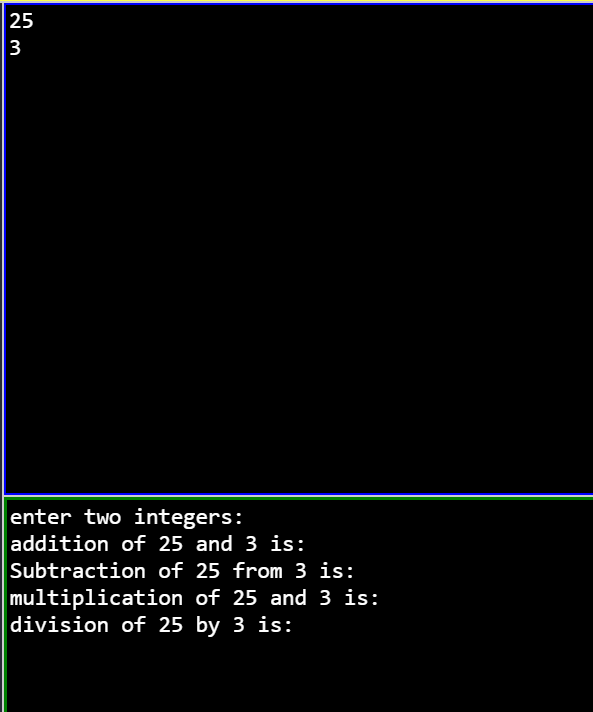 25
3
enter two integers:
addition of 25 and 3 is:
Subtraction of 25 from 3 is:
multiplication of 25 and 3 is:
division of 25 by 3 is: